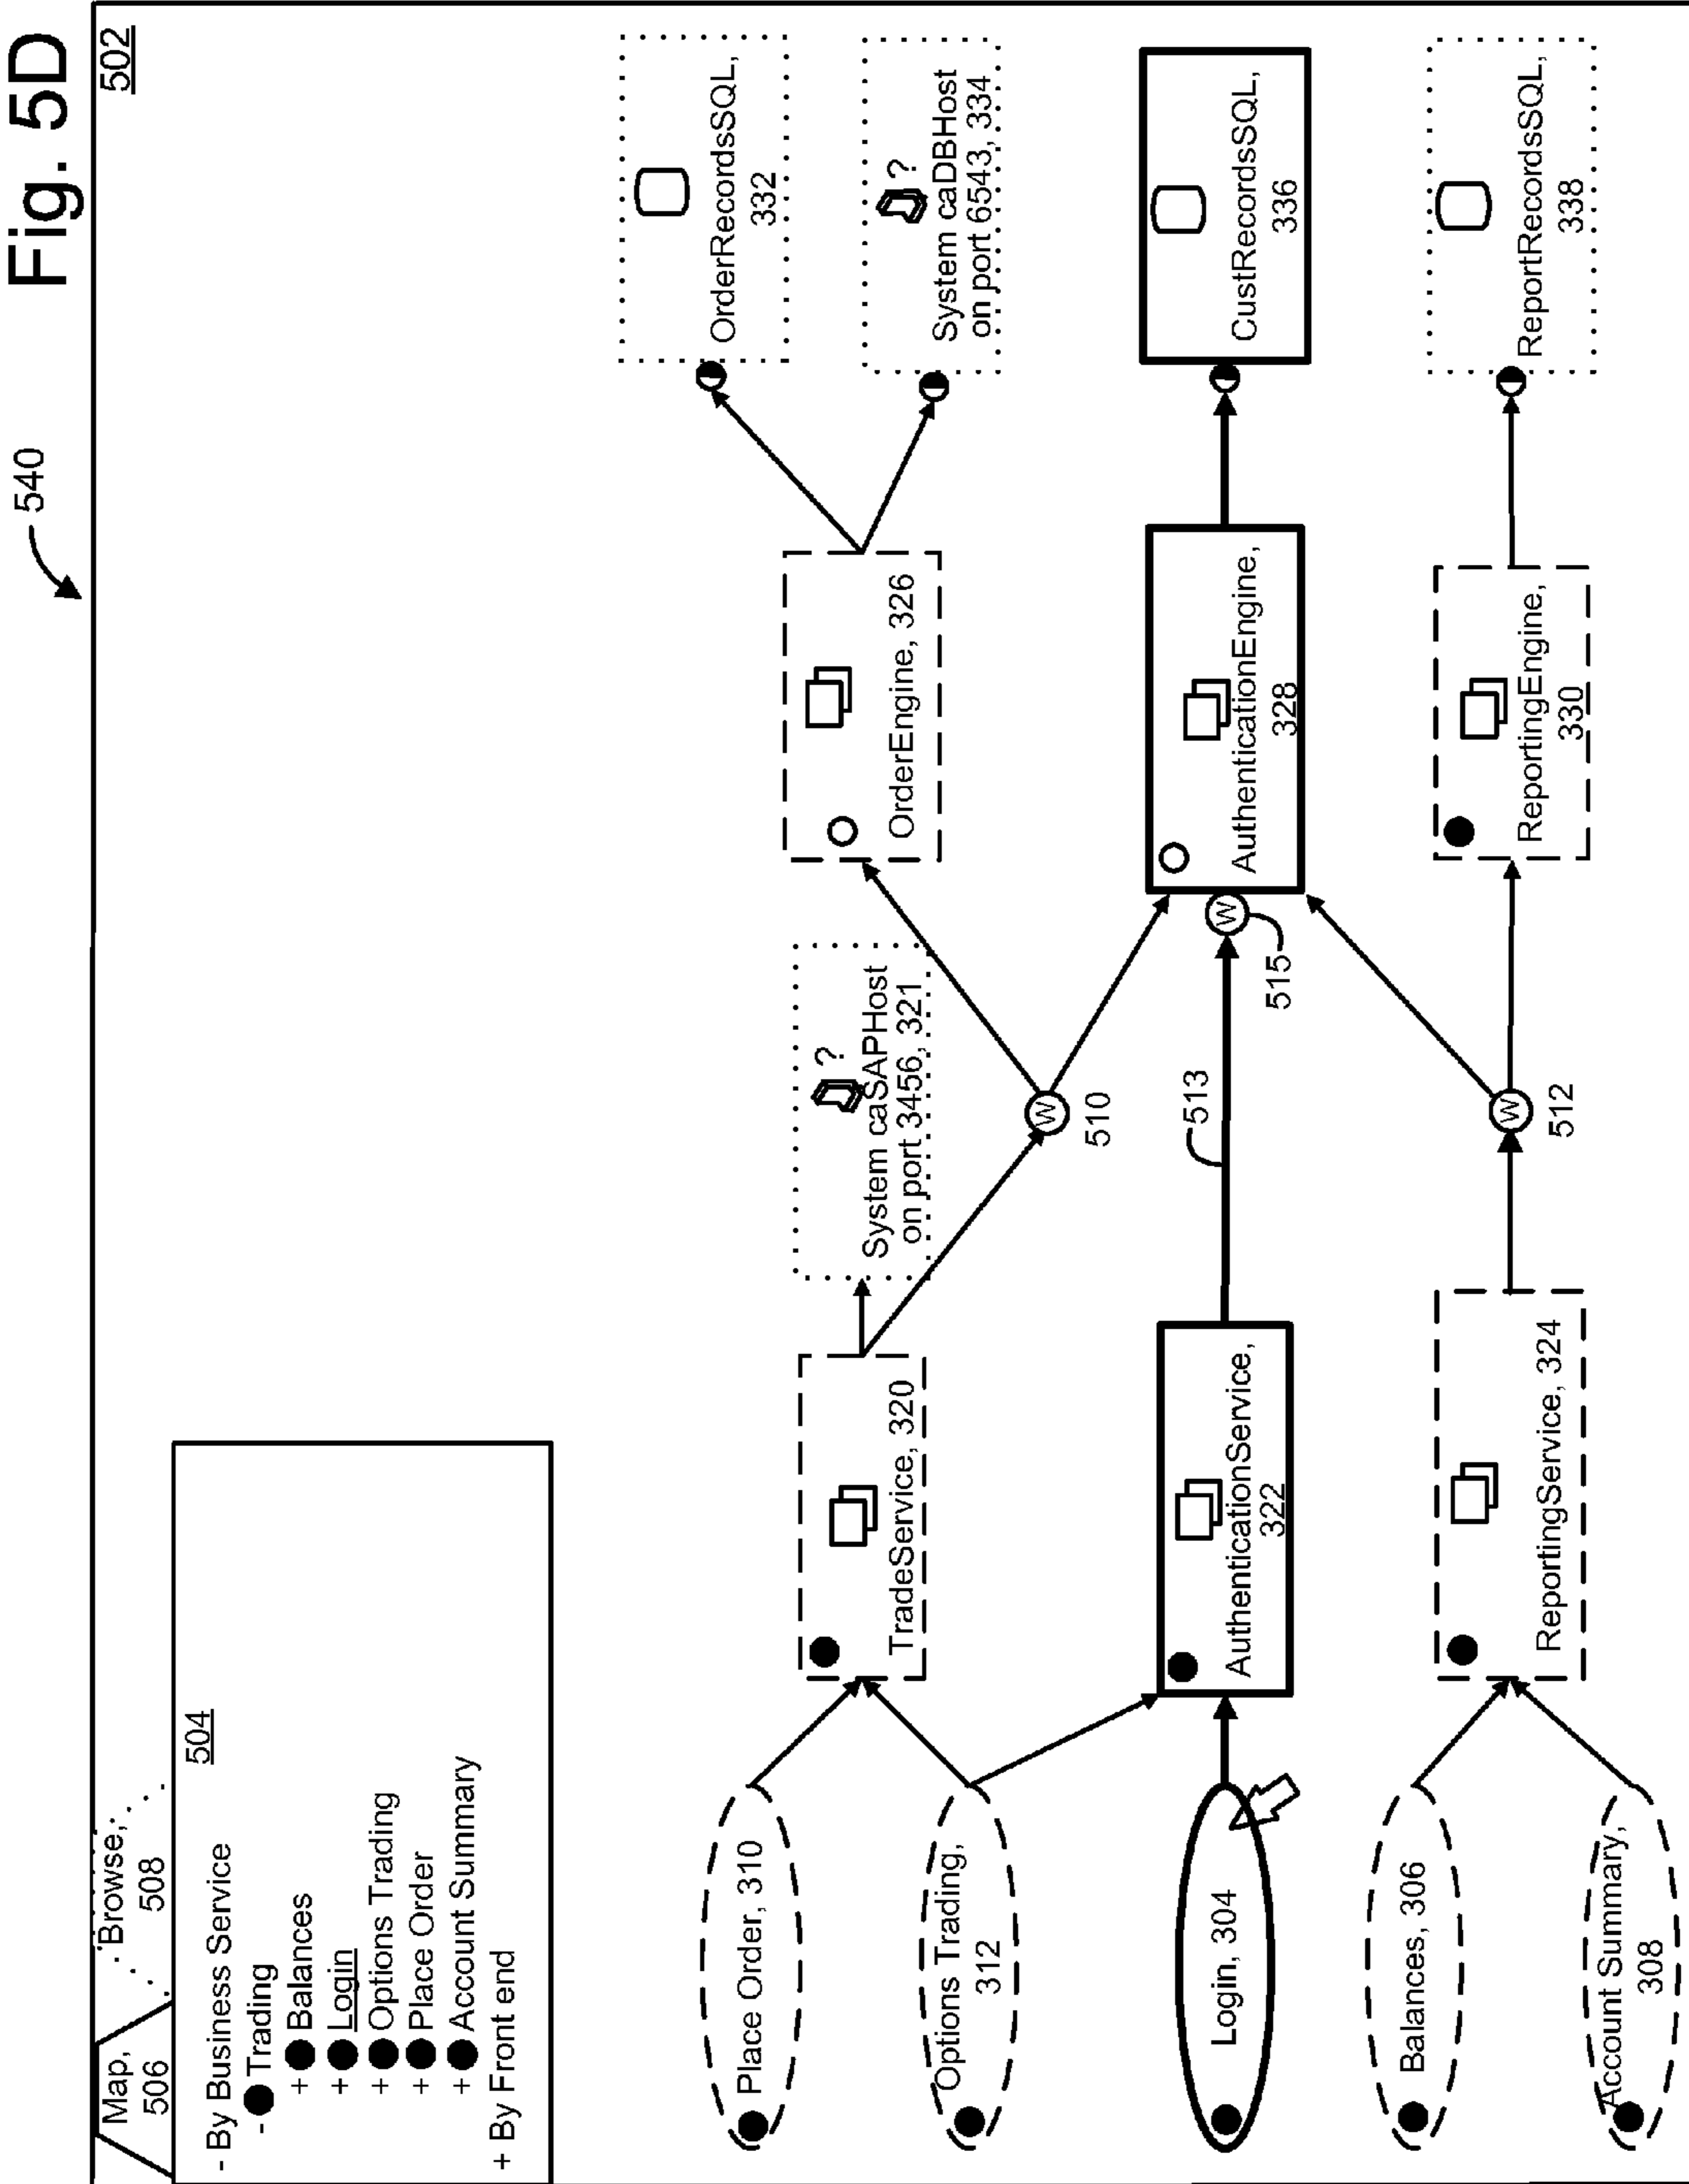 Fig. 5D
540
502
Map,
506
Browse,
508
504
- By Business Service
- Trading
+ Balances
+ Login
+ Options Trading
+ Place Order
+ Account Summary
+ By Front end
Place Order, 310
Options Trading,
312
Login, 304
Balances, 306
Account Summary,
308
TradeService, 320
AuthenticationService,
322
ReportingService, 324
?
System caSAPHost
on port 3456, 321
W
510
513
W
515
W
512
OrderEngine, 326
AuthenticationEngine,
328
ReportingEngine,
330
OrderRecordsSQL,
332
?
System caDBHost
on port 6543, 334
CustRecordsSQL,
336
ReportRecordsSQL,
338